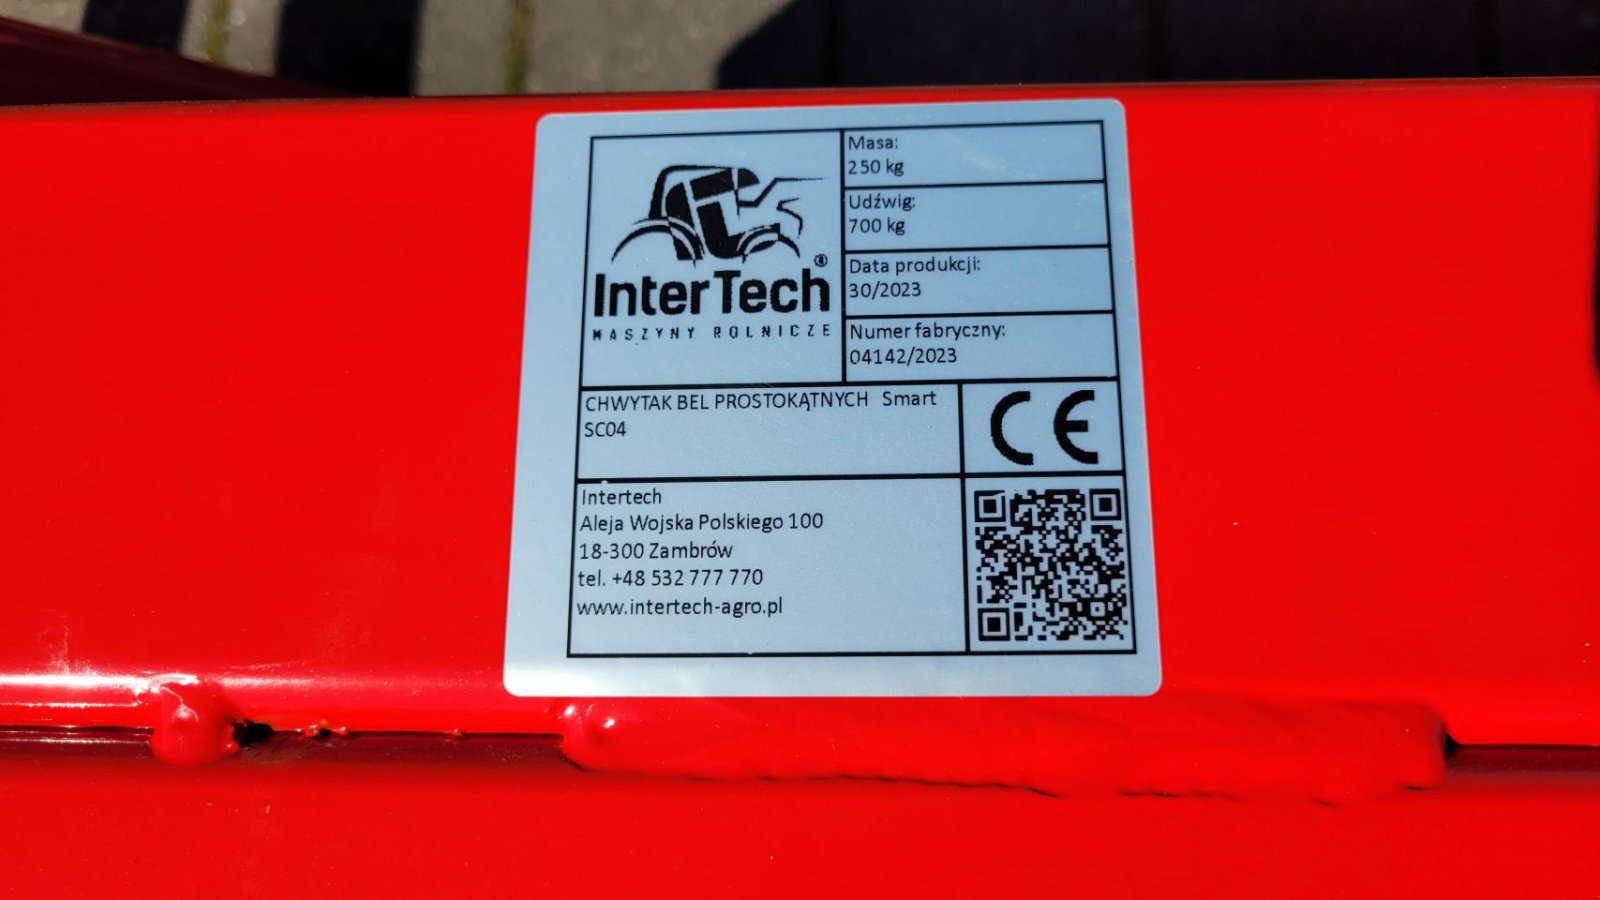 InterTech®
MASZYNY ROLNICZE
Masa:
250 kg
Udźwig:
700 kg
Data produkcji:
30/2023
Numer fabryczny:
04142/2023
CHWYTAK BEL PROSTOKĄTNYCH Smart
SC04
CE
Intertech
Aleja Wojska Polskiego 100
18-300 Zambrów
tel. +48 532 777 770
www.intertech-agro.pl